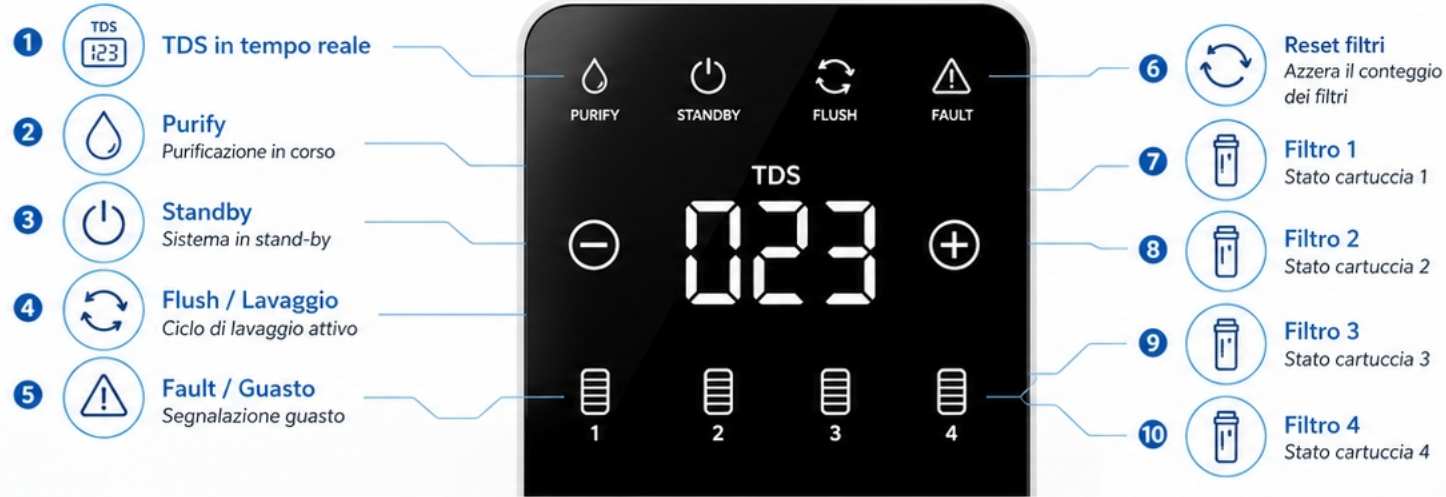 1
TDS
123
TDS in tempo reale
2
Purify
Purificazione in corso
3
Standby
Sistema in stand-by
4
Flush / Lavaggio
Ciclo di lavaggio attivo
5
Fault / Guasto
Segnalazione guasto
PURIFY
STANDBY
FLUSH
FAULT
TDS
023
1
2
3
4
6
Reset filtri
Azzera il conteggio
dei filtri
7
Filtro 1
Stato cartuccia 1
8
Filtro 2
Stato cartuccia 2
9
Filtro 3
Stato cartuccia 3
10
Filtro 4
Stato cartuccia 4